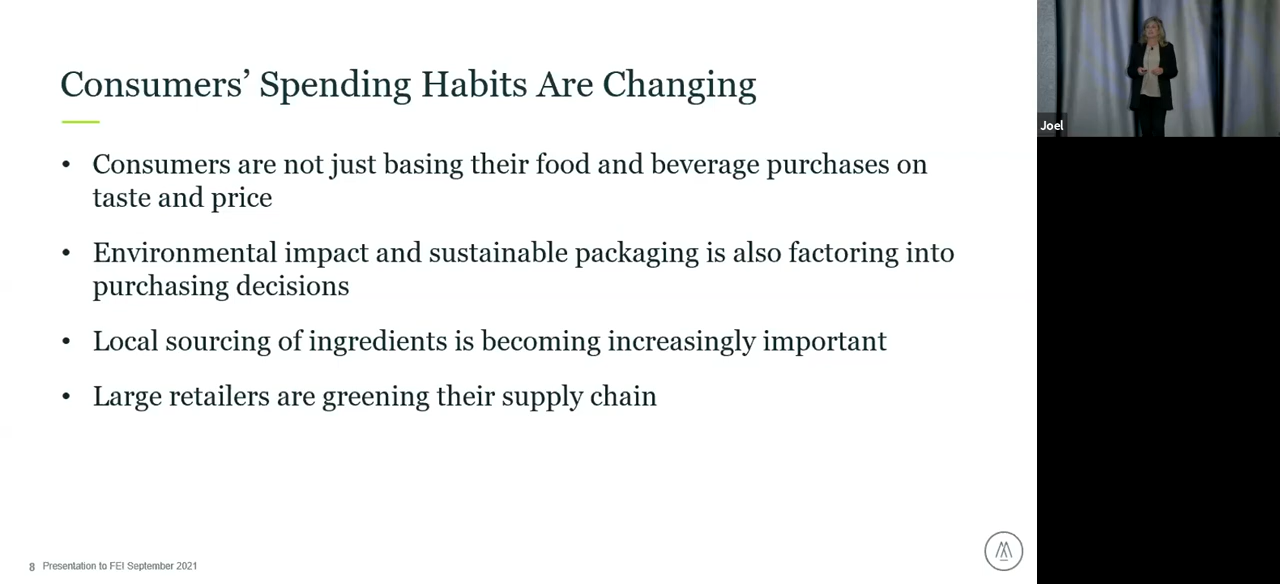 Consumers’ Spending Habits Are Changing
• Consumers are not just basing their food and beverage purchases on
taste and price
• Environmental impact and sustainable packaging is also factoring into
purchasing decisions
• Local sourcing of ingredients is becoming increasingly important
• Large retailers are greening their supply chain
8 Presentation to FEI September 2021
Joel